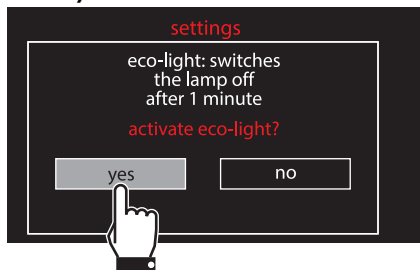 settings
eco-light: switches
the lamp off
after 1 minute
activate eco-light?
yes no